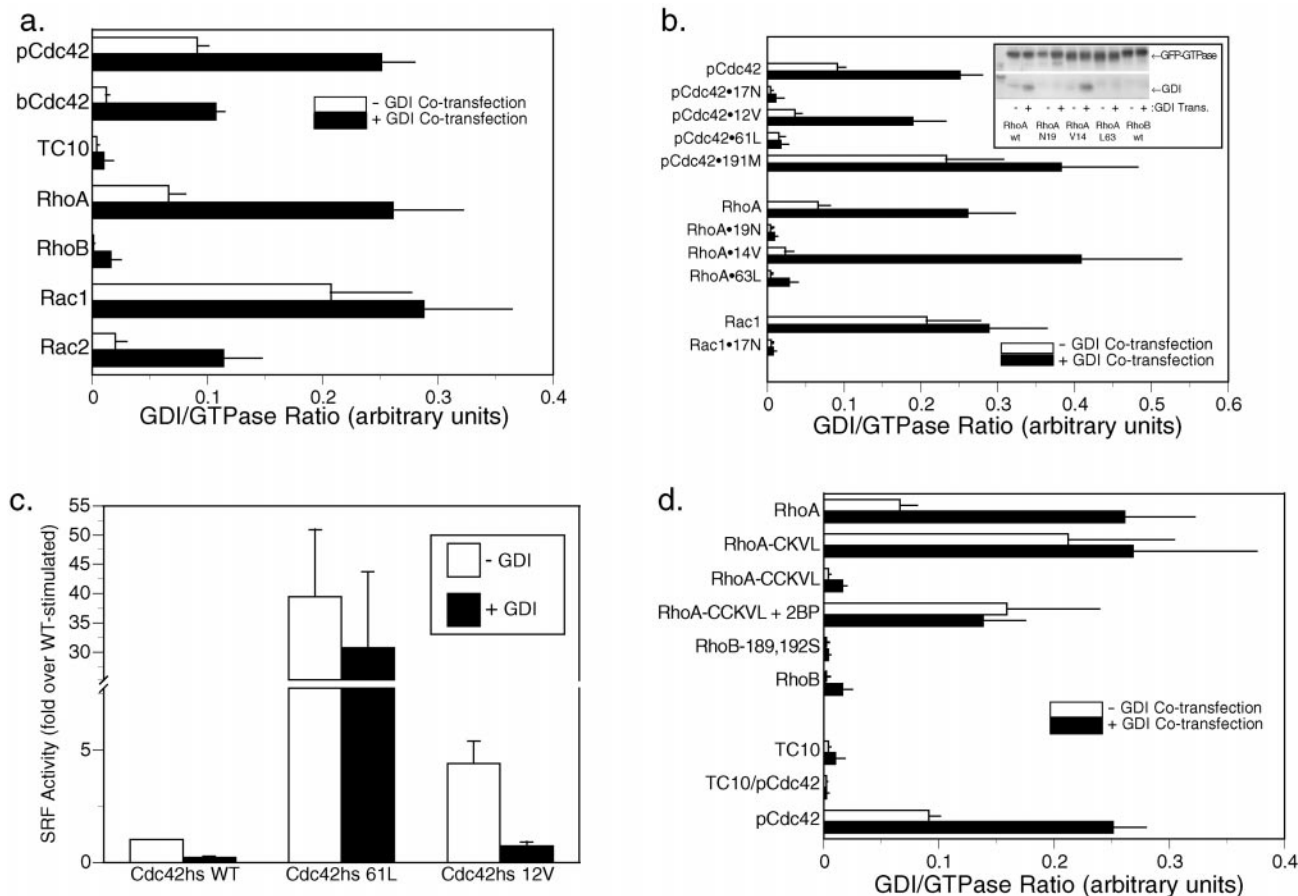 a.
pCdc42
bCdc42
TC10
RhoA
RhoB
Rac1
Rac2
- GDI Co-transfection
+ GDI Co-transfection
0 0.1 0.2 0.3 0.4
GDI/GTPase Ratio (arbitrary units)
b.
pCdc42
pCdc42•17N
pCdc42•12V
pCdc42•61L
pCdc42•191M
RhoA
RhoA•19N
RhoA•14V
RhoA•63L
Rac1
Rac1•17N
←GFP-GTPase
←GDI
- + - + - + - + - + :GDI Trans.
RhoA RhoA RhoA RhoA RhoB
wt N19 V14 L63 wt
- GDI Co-transfection
+ GDI Co-transfection
0 0.1 0.2 0.3 0.4 0.5 0.6
GDI/GTPase Ratio (arbitrary units)
c.
SRF Activity (fold over WT-stimulated)
55
50
45
40
35
30
5
0
- GDI
+ GDI
Cdc42hs WT Cdc42hs 61L Cdc42hs 12V
d.
RhoA
RhoA-CKVL
RhoA-CCKVL
RhoA-CCKVL + 2BP
RhoB-189,192S
RhoB
TC10
TC10/pCdc42
pCdc42
- GDI Co-transfection
+ GDI Co-transfection
0 0.1 0.2 0.3 0.4
GDI/GTPase Ratio (arbitrary units)